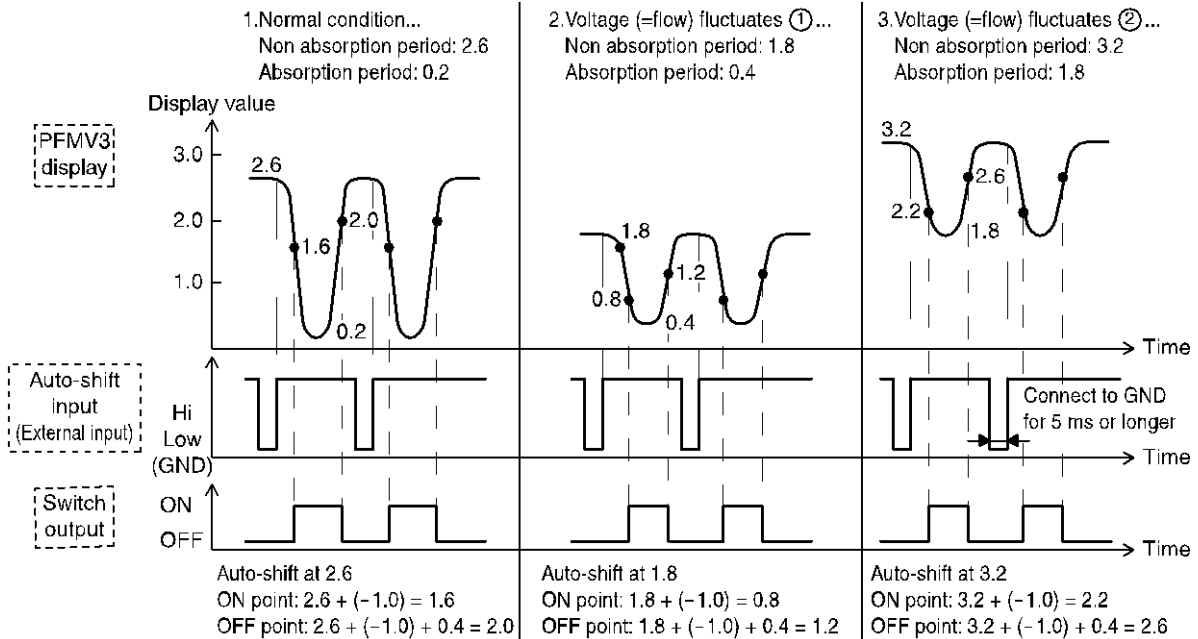 1.Normal condition...
Non absorption period: 2.6
Absorption period: 0.2
2.Voltage (=flow) fluctuates ①...
Non absorption period: 1.8
Absorption period: 0.4
3.Voltage (=flow) fluctuates ②...
Non absorption period: 3.2
Absorption period: 1.8
PFMV3
display
Display value
3.0
2.0
1.0
2.6
1.6
2.0
0.2
1.8
0.8
1.2
0.4
3.2
2.2
2.6
1.8
Time
Auto-shift
input
(External input)
Hi
Low
(GND)
Connect to GND
for 5 ms or longer
Time
Switch
output
ON
OFF
Time
Auto-shift at 2.6
ON point: 2.6 + (−1.0) = 1.6
OFF point: 2.6 + (−1.0) + 0.4 = 2.0
Auto-shift at 1.8
ON point: 1.8 + (−1.0) = 0.8
OFF point: 1.8 + (−1.0) + 0.4 = 1.2
Auto-shift at 3.2
ON point: 3.2 + (−1.0) = 2.2
OFF point: 3.2 + (−1.0) + 0.4 = 2.6